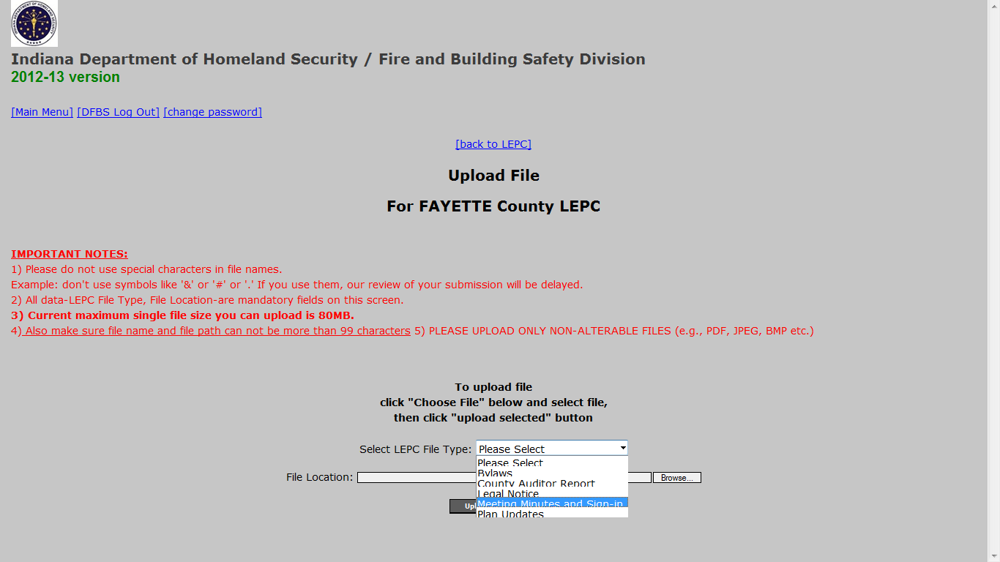 INDIANA DEPARTMENT OF HOMELAND SECURITY
Indiana Department of Homeland Security / Fire and Building Safety Division
2012-13 version
[Main Menu] [DFBS Log Out] [change password]
[back to LEPC]
Upload File
For FAYETTE County LEPC
IMPORTANT NOTES:
1) Please do not use special characters in file names.
Example: don't use symbols like '&' or '#' or '.' If you use them, our review of your submission will be delayed.
2) All data-LEPC File Type, File Location-are mandatory fields on this screen.
3) Current maximum single file size you can upload is 80MB.
4) Also make sure file name and file path can not be more than 99 characters 5) PLEASE UPLOAD ONLY NON-ALTERABLE FILES (e.g., PDF, JPEG, BMP etc.)
To upload file
click "Choose File" below and select file,
then click "upload selected" button
Select LEPC File Type: Please Select
Please Select
Bylaws
County Auditor Report
Legal Notice
Meeting Minutes and Sign-in
Plan Updates
File Location: Browse...
Upl